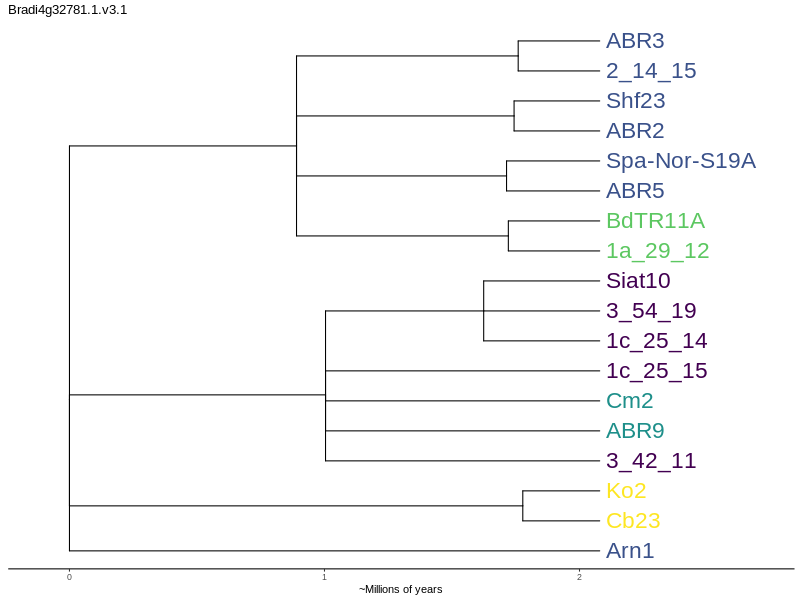 Bradi4g32781.1.v3.1
ABR3
2_14_15
Shf23
ABR2
Spa-Nor-S19A
ABR5
BdTR11A
1a_29_12
Siat10
3_54_19
1c_25_14
1c_25_15
Cm2
ABR9
3_42_11
Ko2
Cb23
Arn1
0 1 2
~Millions of years